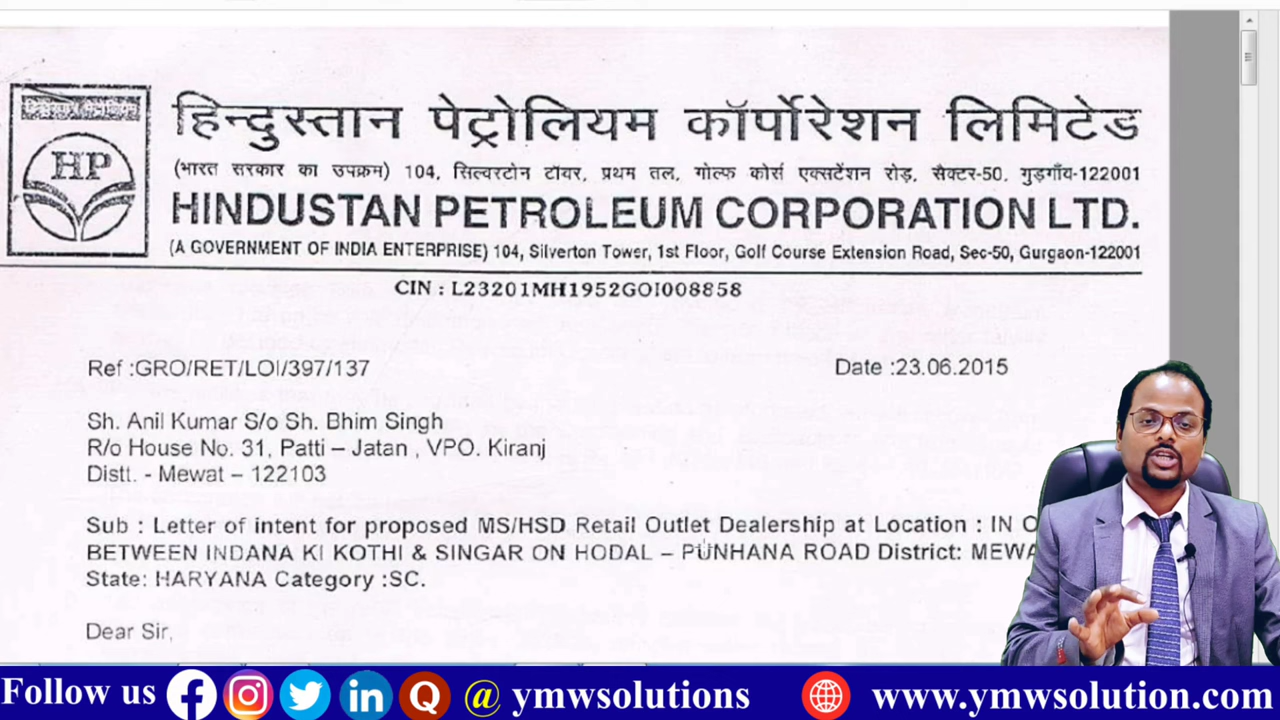 हिन्दुस्तान पेट्रोलियम
HP
हिन्दुस्तान पेट्रोलियम कॉर्पोरेशन लिमिटेड
(भारत सरकार का उपक्रम) 104, सिल्वरटोन टॉवर, प्रथम तल, गोल्फ कोर्स एक्सटेंशन रोड़, सैक्टर-50, गुड़गाँव-122001
HINDUSTAN PETROLEUM CORPORATION LTD.
(A GOVERNMENT OF INDIA ENTERPRISE) 104, Silverton Tower, 1st Floor, Golf Course Extension Road, Sec-50, Gurgaon-122001
CIN : L23201MH1952GOI008858
Ref :GRO/RET/LOI/397/137
Date :23.06.2015
Sh. Anil Kumar S/o Sh. Bhim Singh
R/o House No. 31, Patti – Jatan , VPO. Kiranj
Distt. - Mewat – 122103
Sub : Letter of intent for proposed MS/HSD Retail Outlet Dealership at Location : IN
BETWEEN INDANA KI KOTHI & SINGAR ON HODAL – PUNHANA ROAD District:
State: HARYANA Category :SC.
Dear Sir,
Follow us @ ymwsolutions www.ymwsolution.com